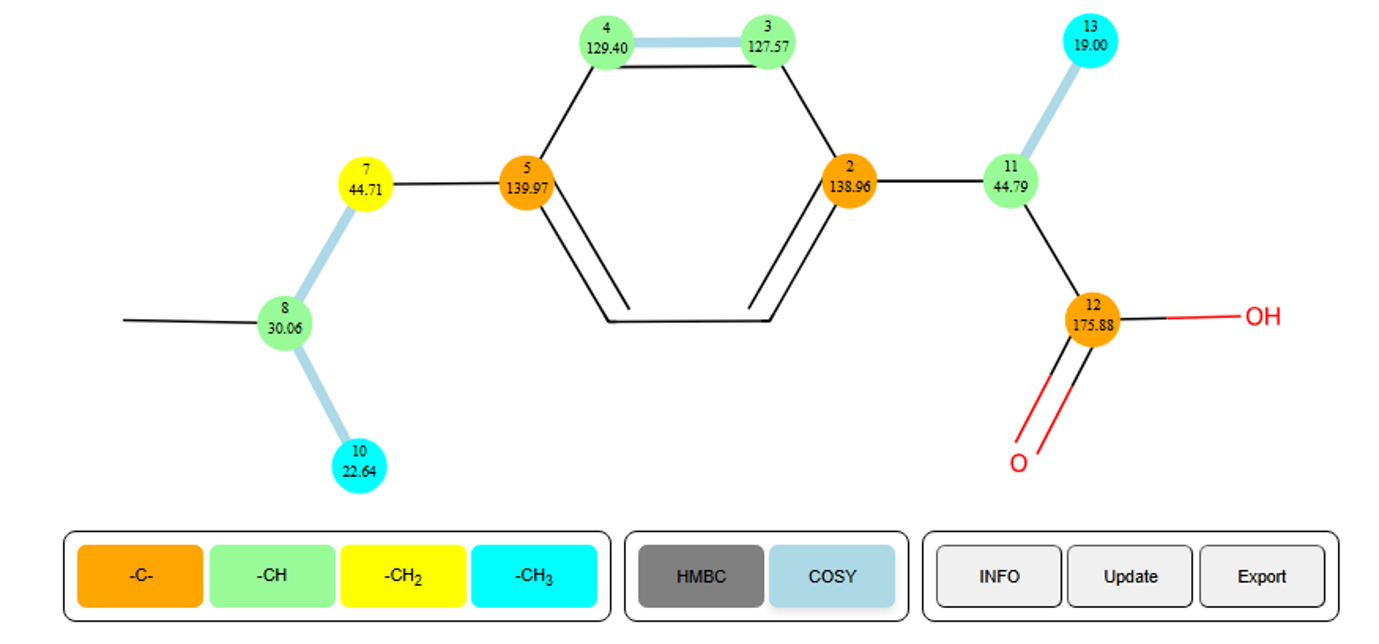 4
129.40
3
127.57
13
19.00
7
44.71
5
139.97
2
138.96
11
44.79
8
30.06
12
175.88
OH
10
22.64
O
-C-
-CH
-CH₂
-CH₃
HMBC
COSY
INFO
Update
Export